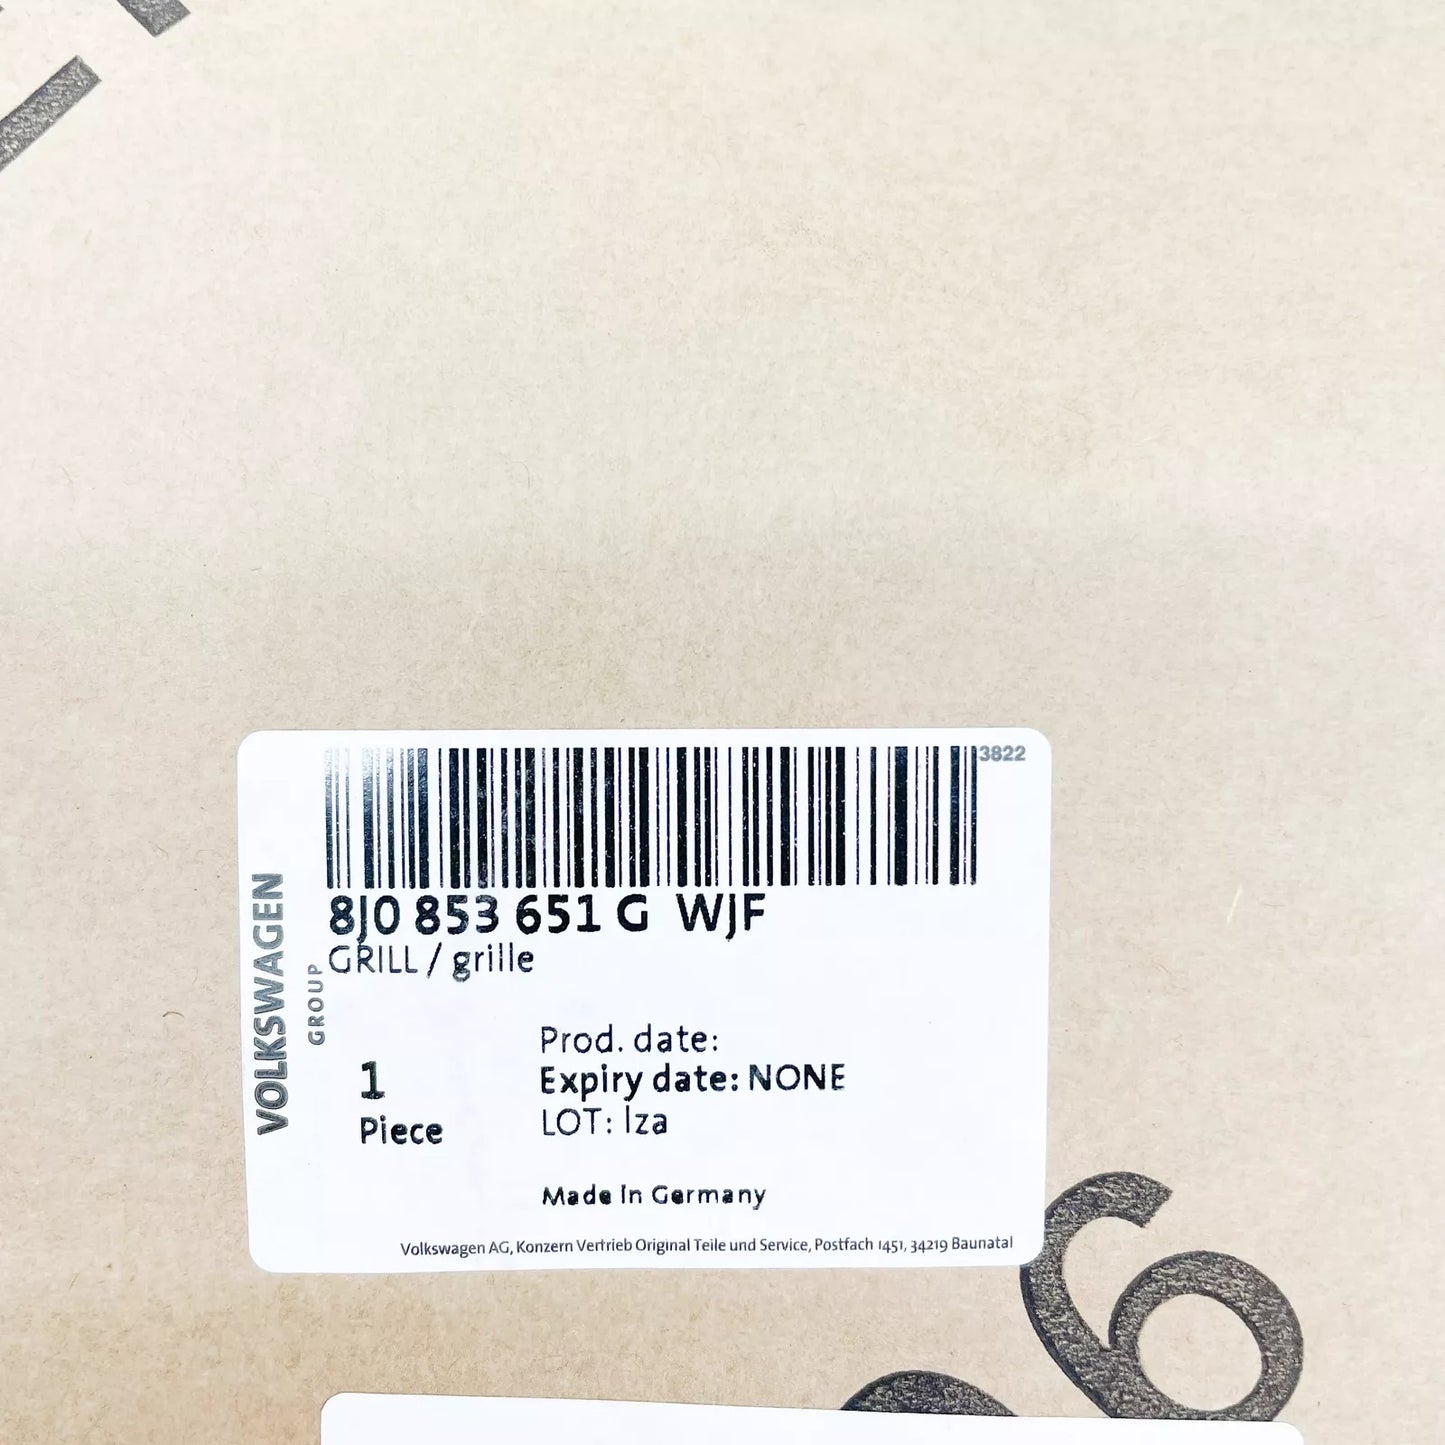 3822
8J0 853 651 G WJF
GRILL / grille
VOLKSWAGEN
GROUP
1
Piece
Prod. date:
Expiry date: NONE
LOT: lza
Made in Germany
Volkswagen AG, Konzern Vertrieb Original Teile und Service, Postfach 1451, 34219 Baunatal
6